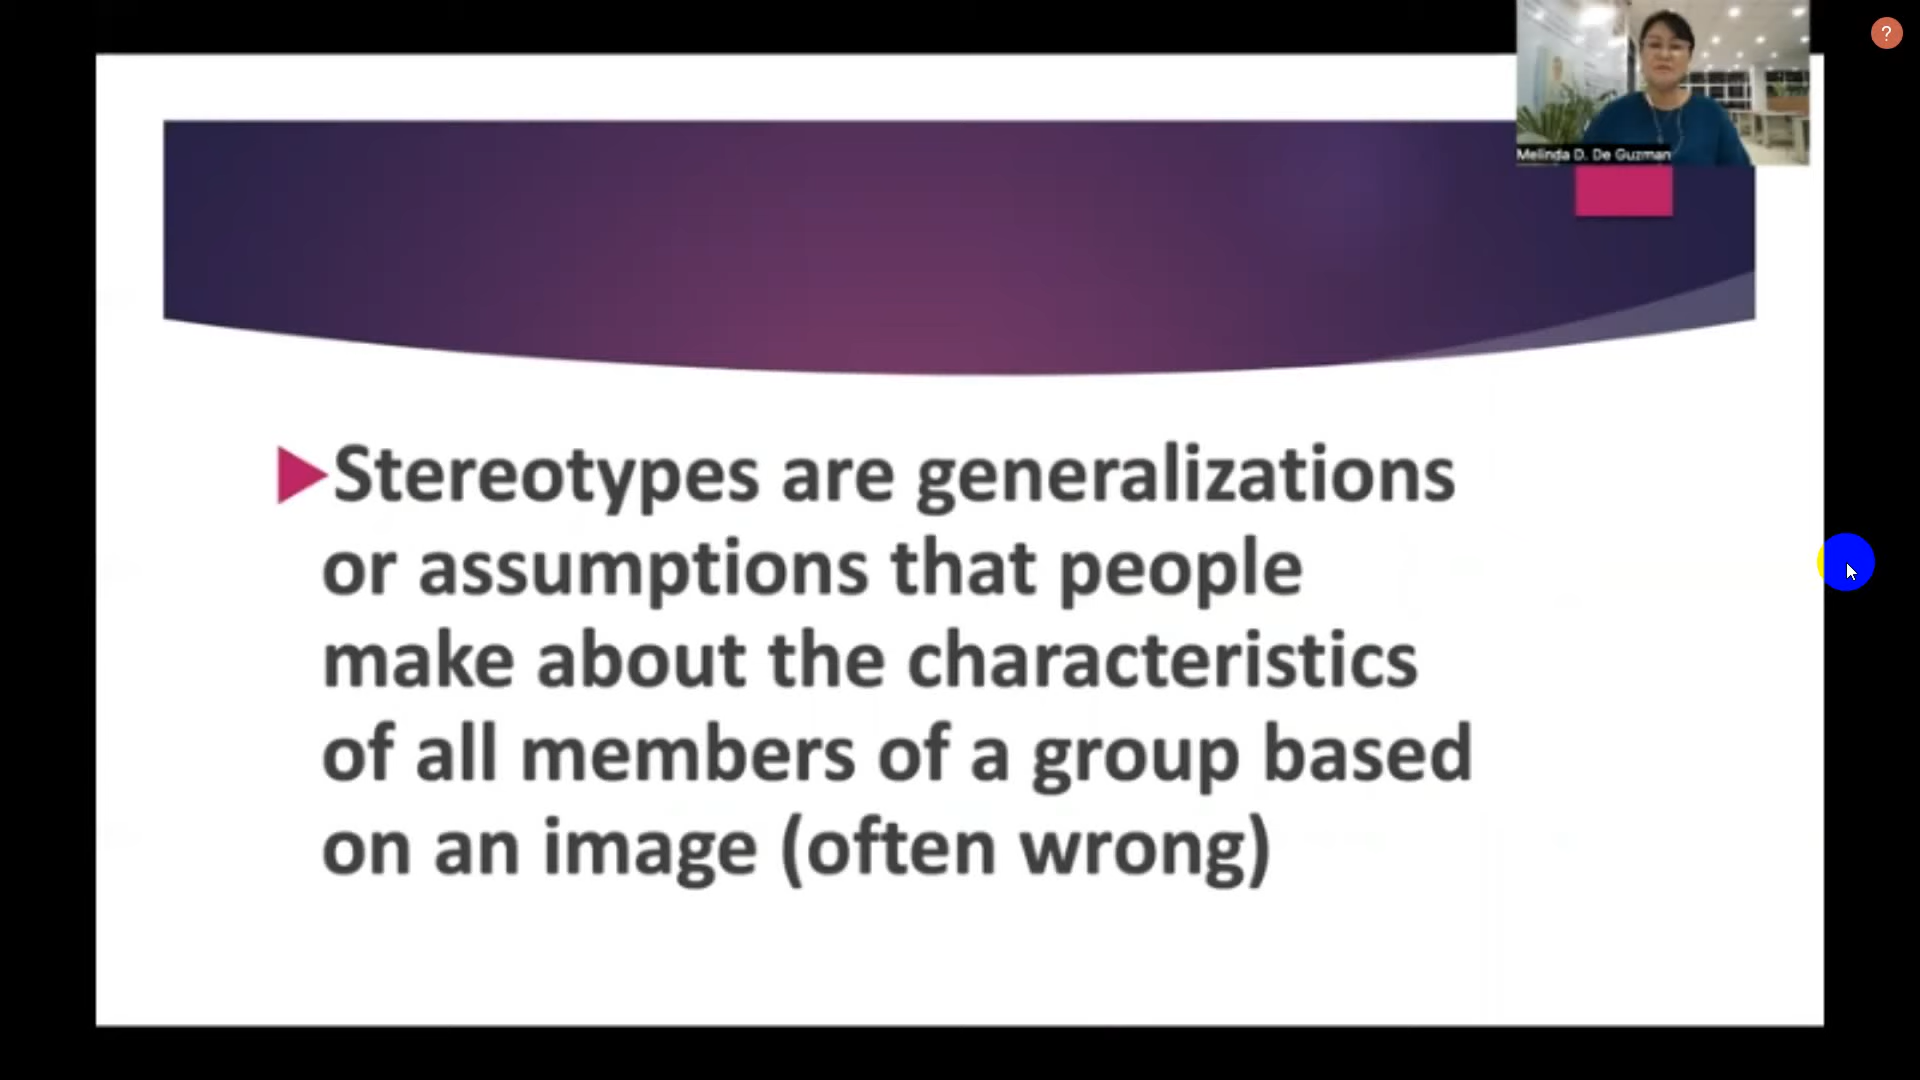 ?
Melinda D. De Guzman
Stereotypes are generalizations
or assumptions that people
make about the characteristics
of all members of a group based
on an image (often wrong)